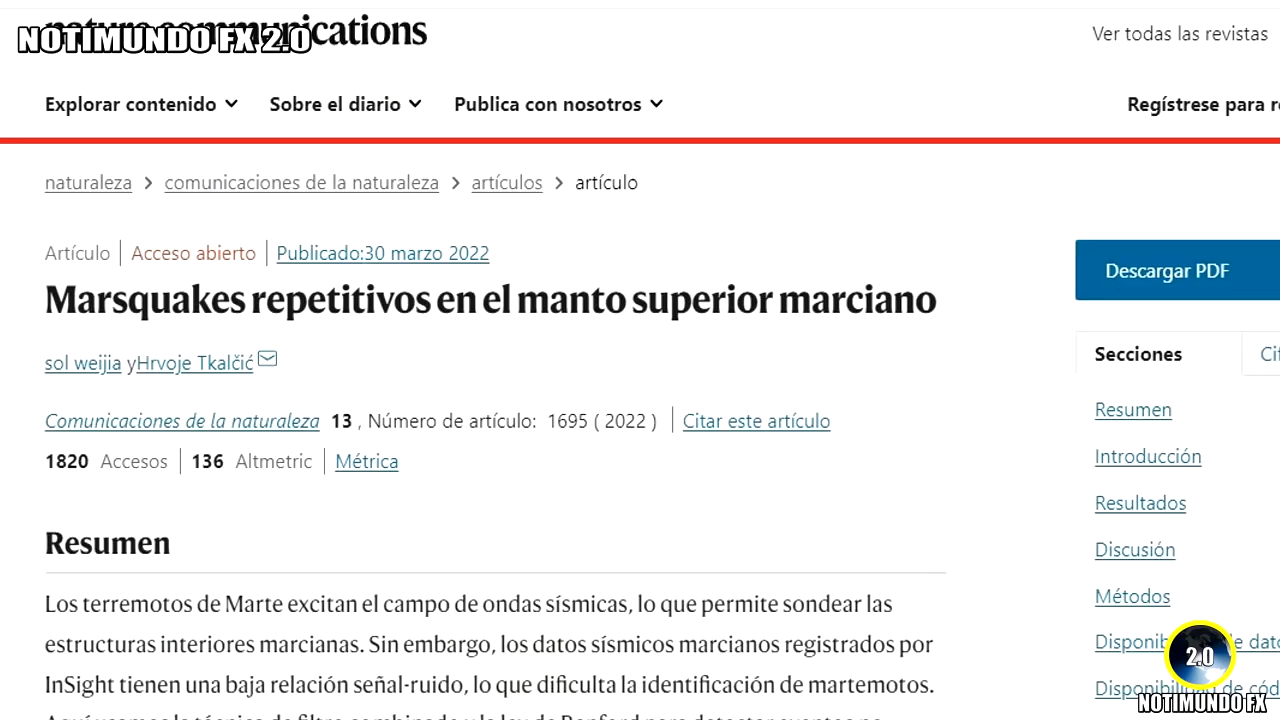 nature communications
NOTIMUNDO FX 2.0
Ver todas las revistas
Explorar contenido
Sobre el diario
Publica con nosotros
Regístrese para
naturaleza > comunicaciones de la naturaleza > artículos > artículo
Artículo | Acceso abierto | Publicado:30 marzo 2022
Marsquakes repetitivos en el manto superior marciano
sol weijia yHrvoje Tkalčić
Comunicaciones de la naturaleza 13 , Número de artículo: 1695 ( 2022 ) | Citar este artículo
1820 Accesos | 136 Altmetric | Métrica
Resumen
Los terremotos de Marte excitan el campo de ondas sísmicas, lo que permite sondear las
estructuras interiores marcianas. Sin embargo, los datos sísmicos marcianos registrados por
InSight tienen una baja relación señal-ruido, lo que dificulta la identificación de martemotos.
Descargar PDF
Secciones
Resumen
Introducción
Resultados
Discusión
Métodos
2.0
NOTIMUNDO FX